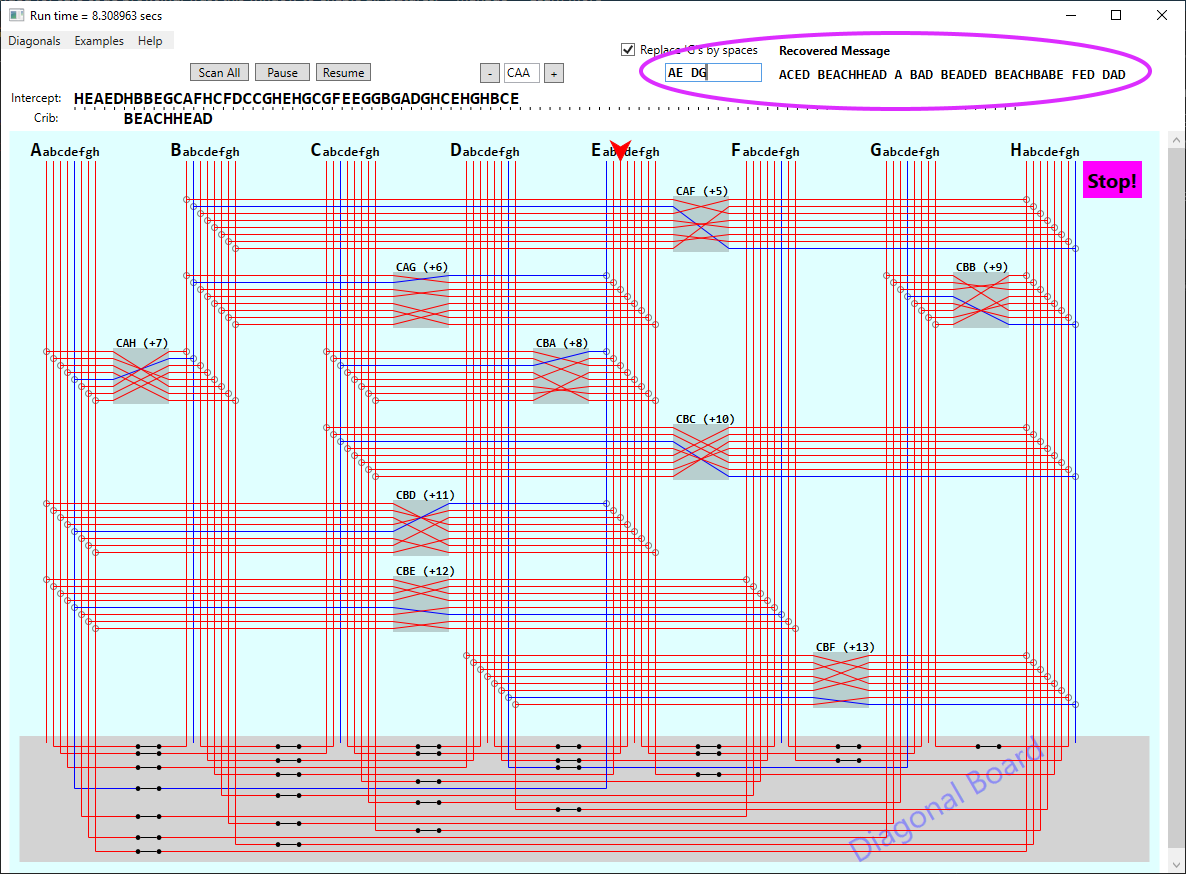 Run time = 8.308963 secs
Diagonals Examples Help
Replace 'G's by spaces Recovered Message
Scan All Pause Resume - CAA + AE DG ACED BEACHHEAD A BAD BEADED BEACHBABE FED DAD
Intercept: HEAEDHBBEGCAFHCFDCCGHEHGCGFEEGGBGADGHCEHGHBCE
Crib: BEACHHEAD
Aabcdefgh Babcdefgh Cabcdefgh Dabcdefgh Eabcdefgh Fabcdefgh Gabcdefgh Habcdefgh
Stop!
CAF (+5)
CAG (+6) CBB (+9)
CAH (+7) CBA (+8)
CBC (+10)
CBD (+11)
CBE (+12)
CBF (+13)
Diagonal Board